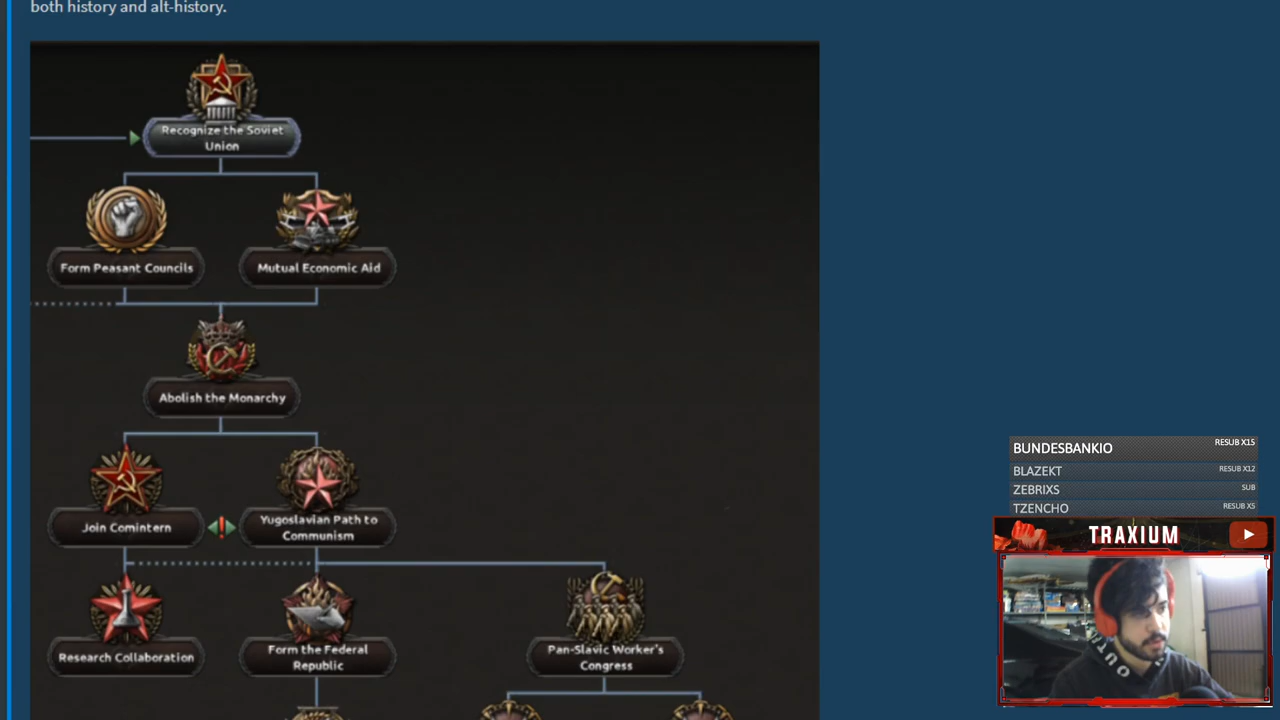 both history and alt-history.
Recognize the Soviet
Union
Form Peasant Councils
Mutual Economic Aid
Abolish the Monarchy
Join Comintern
Yugoslavian Path to
Communism
Research Collaboration
Form the Federal
Republic
Pan-Slavic Worker's
Congress
BUNDESBANKIO RESUB X15
BLAZEKT RESUB X12
ZEBRIXS SUB
TZENCHO RESUB X5
TRAXIUM